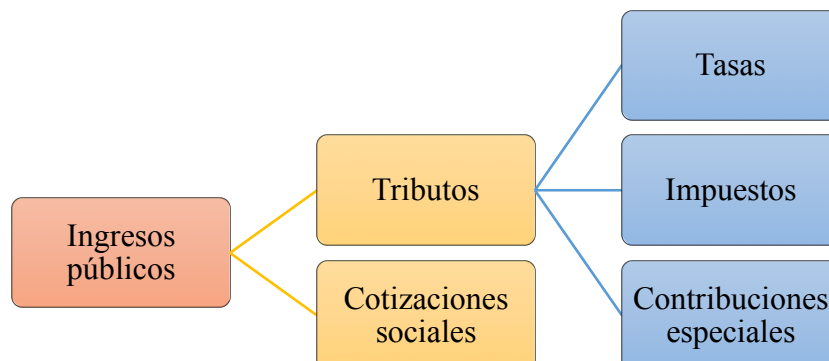 Ingresos
públicos
Tributos
Cotizaciones
sociales
Tasas
Impuestos
Contribuciones
especiales